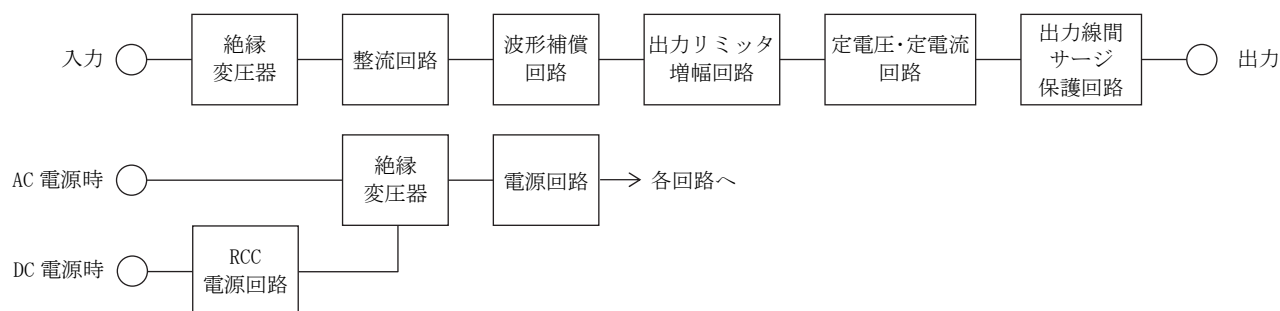 入力
絶縁
変圧器
整流回路
波形補償
回路
出力リミッタ
増幅回路
定電圧・定電流
回路
出力線間
サージ
保護回路
出力
AC 電源時
絶縁
変圧器
電源回路
各回路へ
DC 電源時
RCC
電源回路